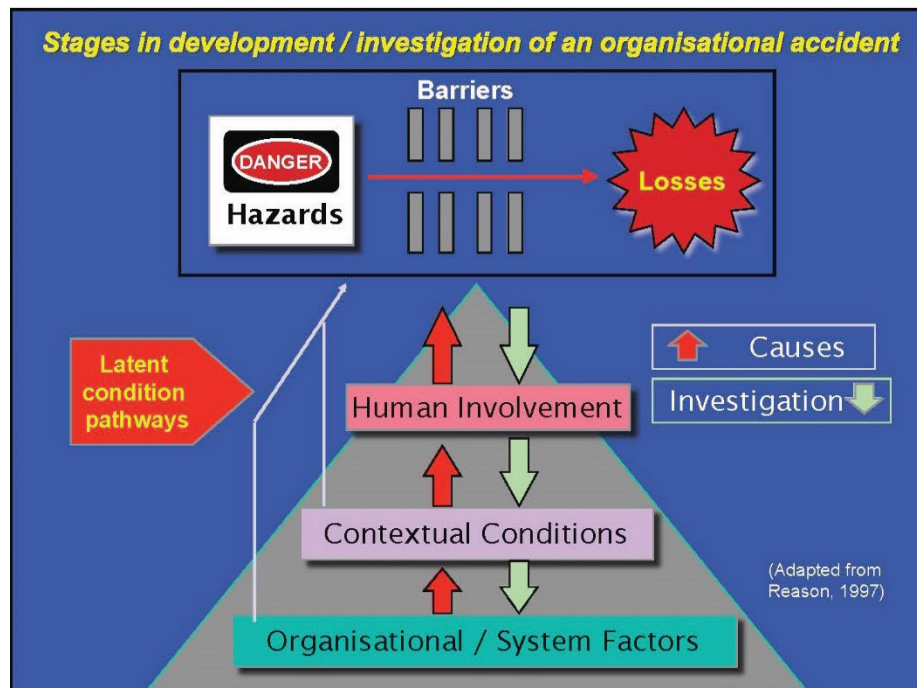 Stages in development / investigation of an organisational accident
Barriers
DANGER
Hazards
Losses
Latent
condition
pathways
Causes
Investigation
Human Involvement
Contextual Conditions
(Adapted from
Reason, 1997)
Organisational / System Factors